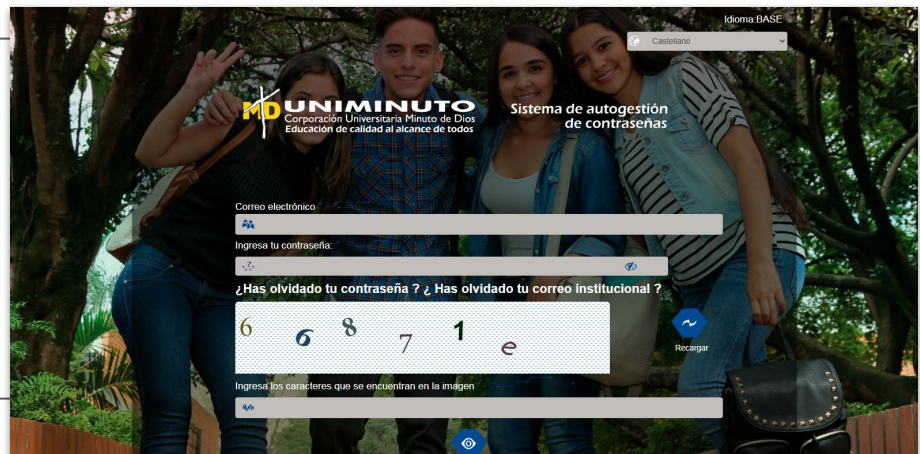 Idioma:BASE
Castellano
MD UNIMINUTO
Corporación Universitaria Minuto de Dios
Educación de calidad al alcance de todos
Sistema de autogestión
de contraseñas
Correo electrónico
Ingresa tu contraseña:
¿Has olvidado tu contraseña ? ¿ Has olvidado tu correo institucional ?
6 6 8 7 1 e
Recargar
Ingresa los caracteres que se encuentran en la imagen